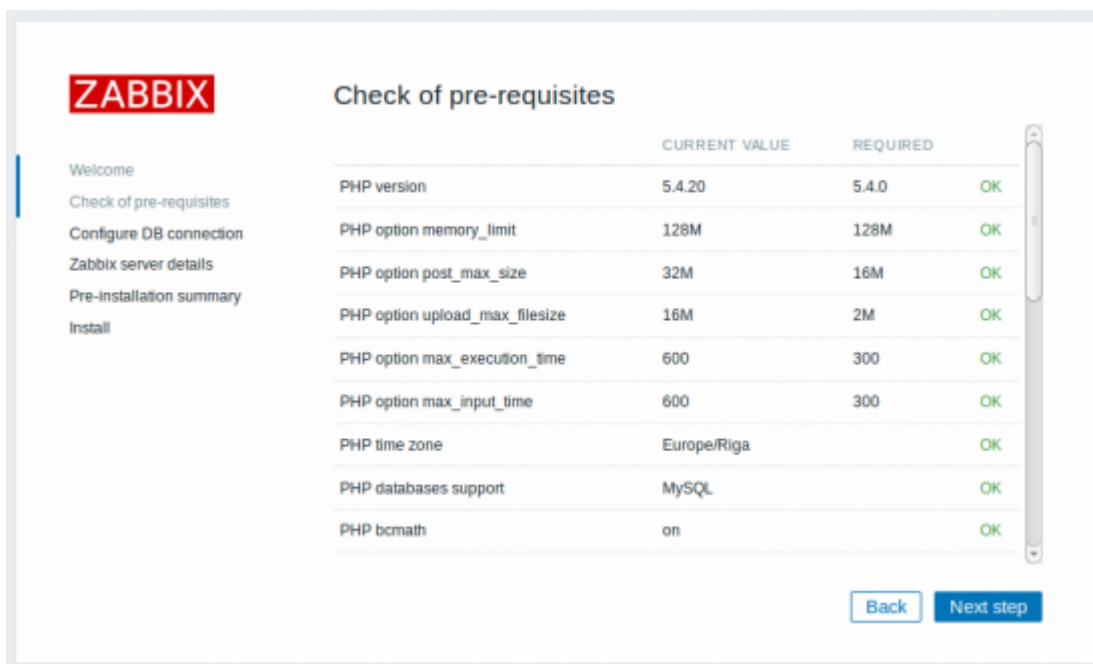 ZABBIX
Welcome
Check of pre-requisites
Configure DB connection
Zabbix server details
Pre-installation summary
Install
Check of pre-requisites
CURRENT VALUE REQUIRED
PHP version 5.4.20 5.4.0 OK
PHP option memory_limit 128M 128M OK
PHP option post_max_size 32M 16M OK
PHP option upload_max_filesize 16M 2M OK
PHP option max_execution_time 600 300 OK
PHP option max_input_time 600 300 OK
PHP time zone Europe/Riga OK
PHP databases support MySQL OK
PHP bcmath on OK
Back Next step